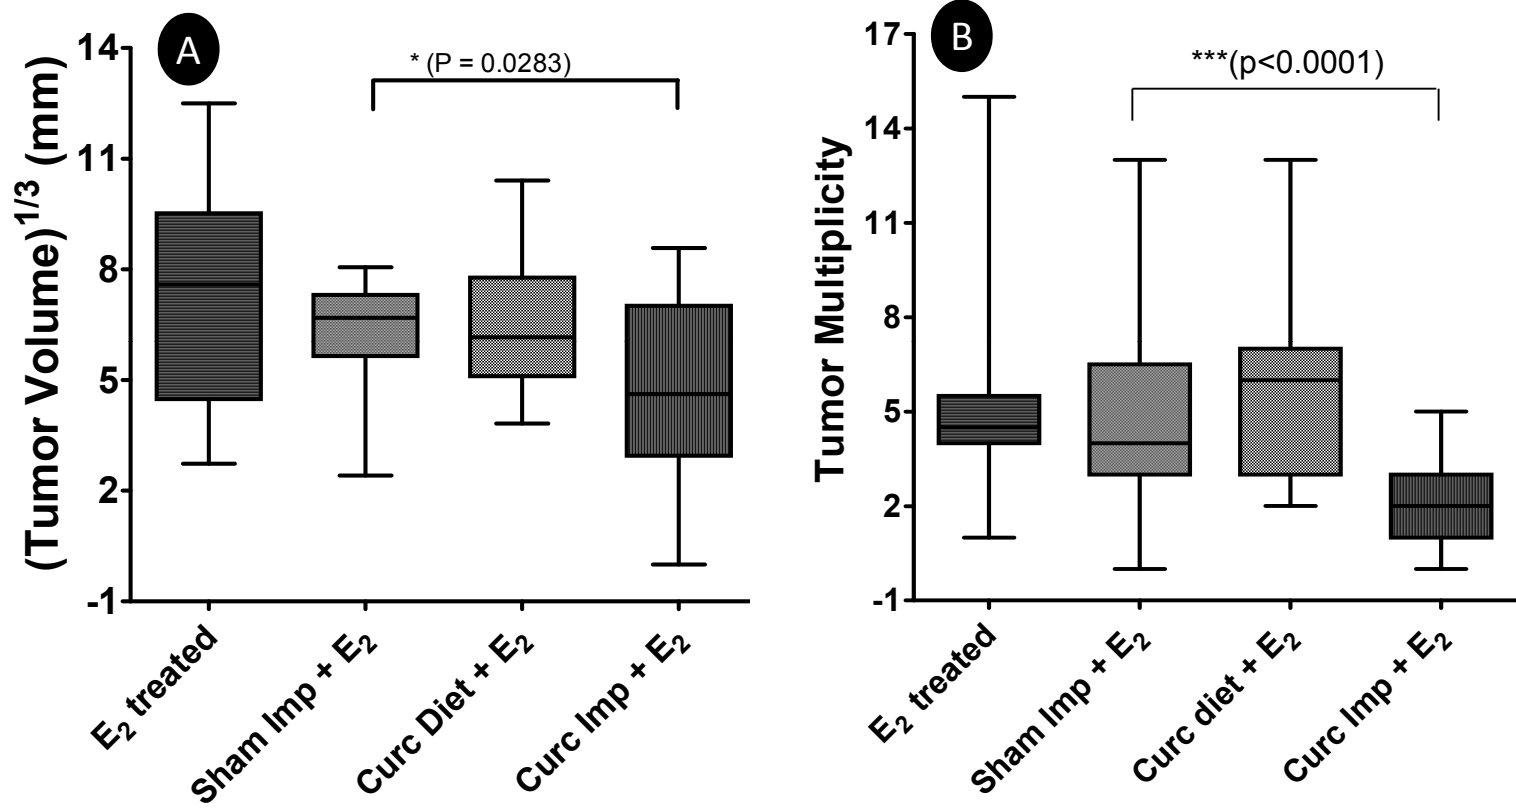 A
* (P = 0.0283)
(Tumor Volume)^1/3 (mm)
14
11
8
5
2
-1
E₂ treated
Sham Imp + E₂
Curc Diet + E₂
Curc Imp + E₂
B
***(p<0.0001)
Tumor Multiplicity
17
14
11
8
5
2
-1
E₂ treated
Sham Imp + E₂
Curc diet + E₂
Curc Imp + E₂